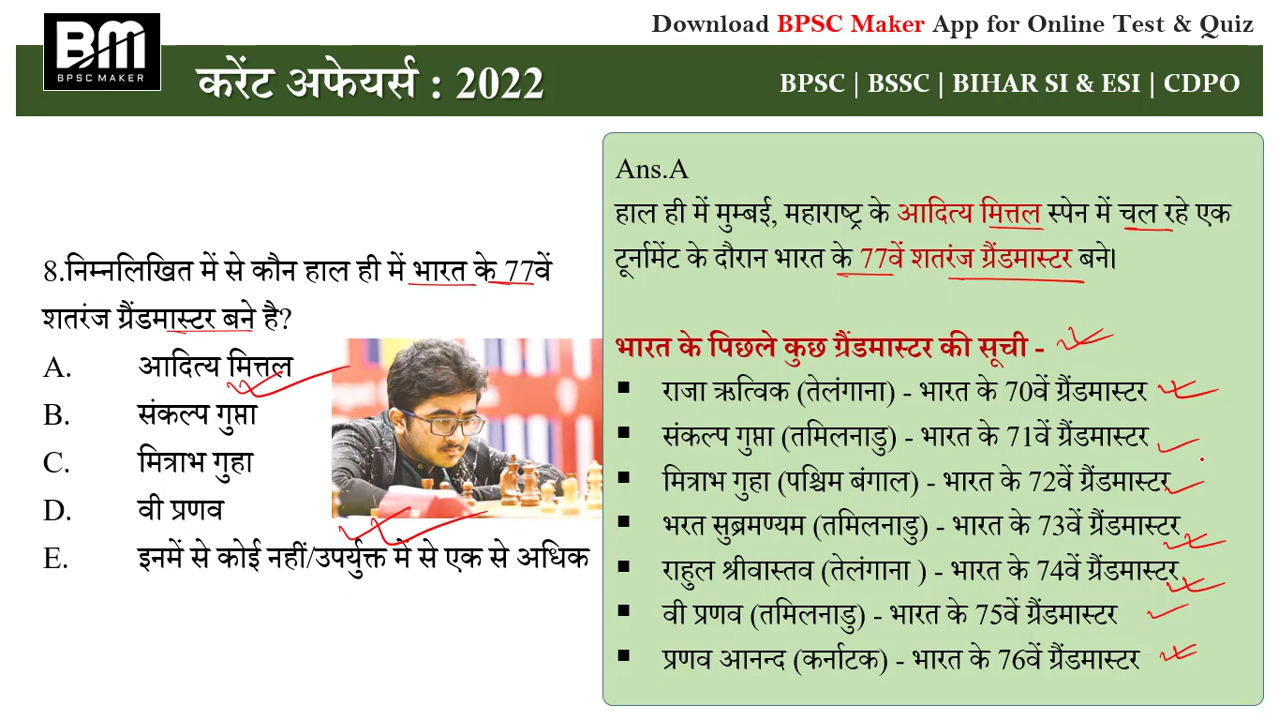 Download BPSC Maker App for Online Test & Quiz
BM
BPSC MAKER
करेंट अफेयर्स : 2022
BPSC | BSSC | BIHAR SI & ESI | CDPO
8.निम्नलिखित में से कौन हाल ही में भारत के 77वें
शतरंज ग्रैंडमास्टर बने है?
A. आदित्य मित्तल
B. संकल्प गुप्ता
C. मित्राभ गुहा
D. वी प्रणव
E. इनमें से कोई नहीं/उपर्युक्त में से एक से अधिक
Ans.A
हाल ही में मुम्बई, महाराष्ट्र के आदित्य मित्तल स्पेन में चल रहे एक
टूर्नामेंट के दौरान भारत के 77वें शतरंज ग्रैंडमास्टर बने।
भारत के पिछले कुछ ग्रैंडमास्टर की सूची -
▪ राजा ऋत्विक (तेलंगाना) - भारत के 70वें ग्रैंडमास्टर
▪ संकल्प गुप्ता (तमिलनाडु) - भारत के 71वें ग्रैंडमास्टर
▪ मित्राभ गुहा (पश्चिम बंगाल) - भारत के 72वें ग्रैंडमास्टर
▪ भरत सुब्रमण्यम (तमिलनाडु) - भारत के 73वें ग्रैंडमास्टर
▪ राहुल श्रीवास्तव (तेलंगाना ) - भारत के 74वें ग्रैंडमास्टर
▪ वी प्रणव (तमिलनाडु) - भारत के 75वें ग्रैंडमास्टर
▪ प्रणव आनन्द (कर्नाटक) - भारत के 76वें ग्रैंडमास्टर